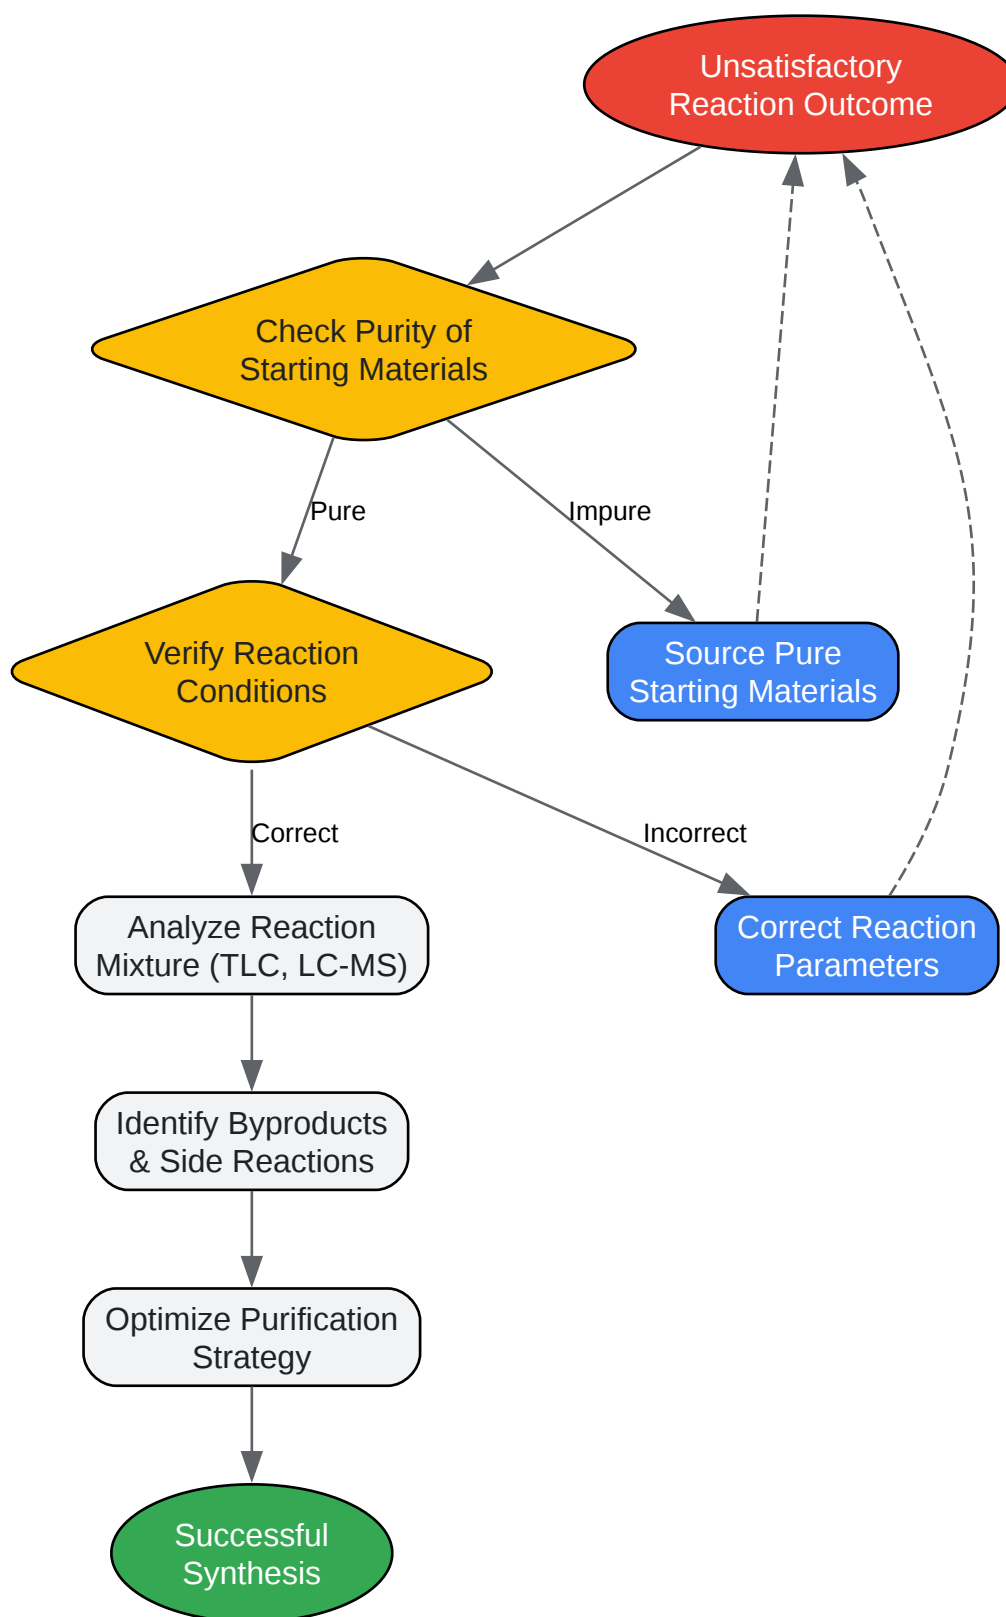 Unsatisfactory
Reaction Outcome
Check Purity of
Starting Materials
Pure
Impure
Verify Reaction
Conditions
Source Pure
Starting Materials
Correct
Incorrect
Analyze Reaction
Mixture (TLC, LC-MS)
Correct Reaction
Parameters
Identify Byproducts
& Side Reactions
Optimize Purification
Strategy
Successful
Synthesis